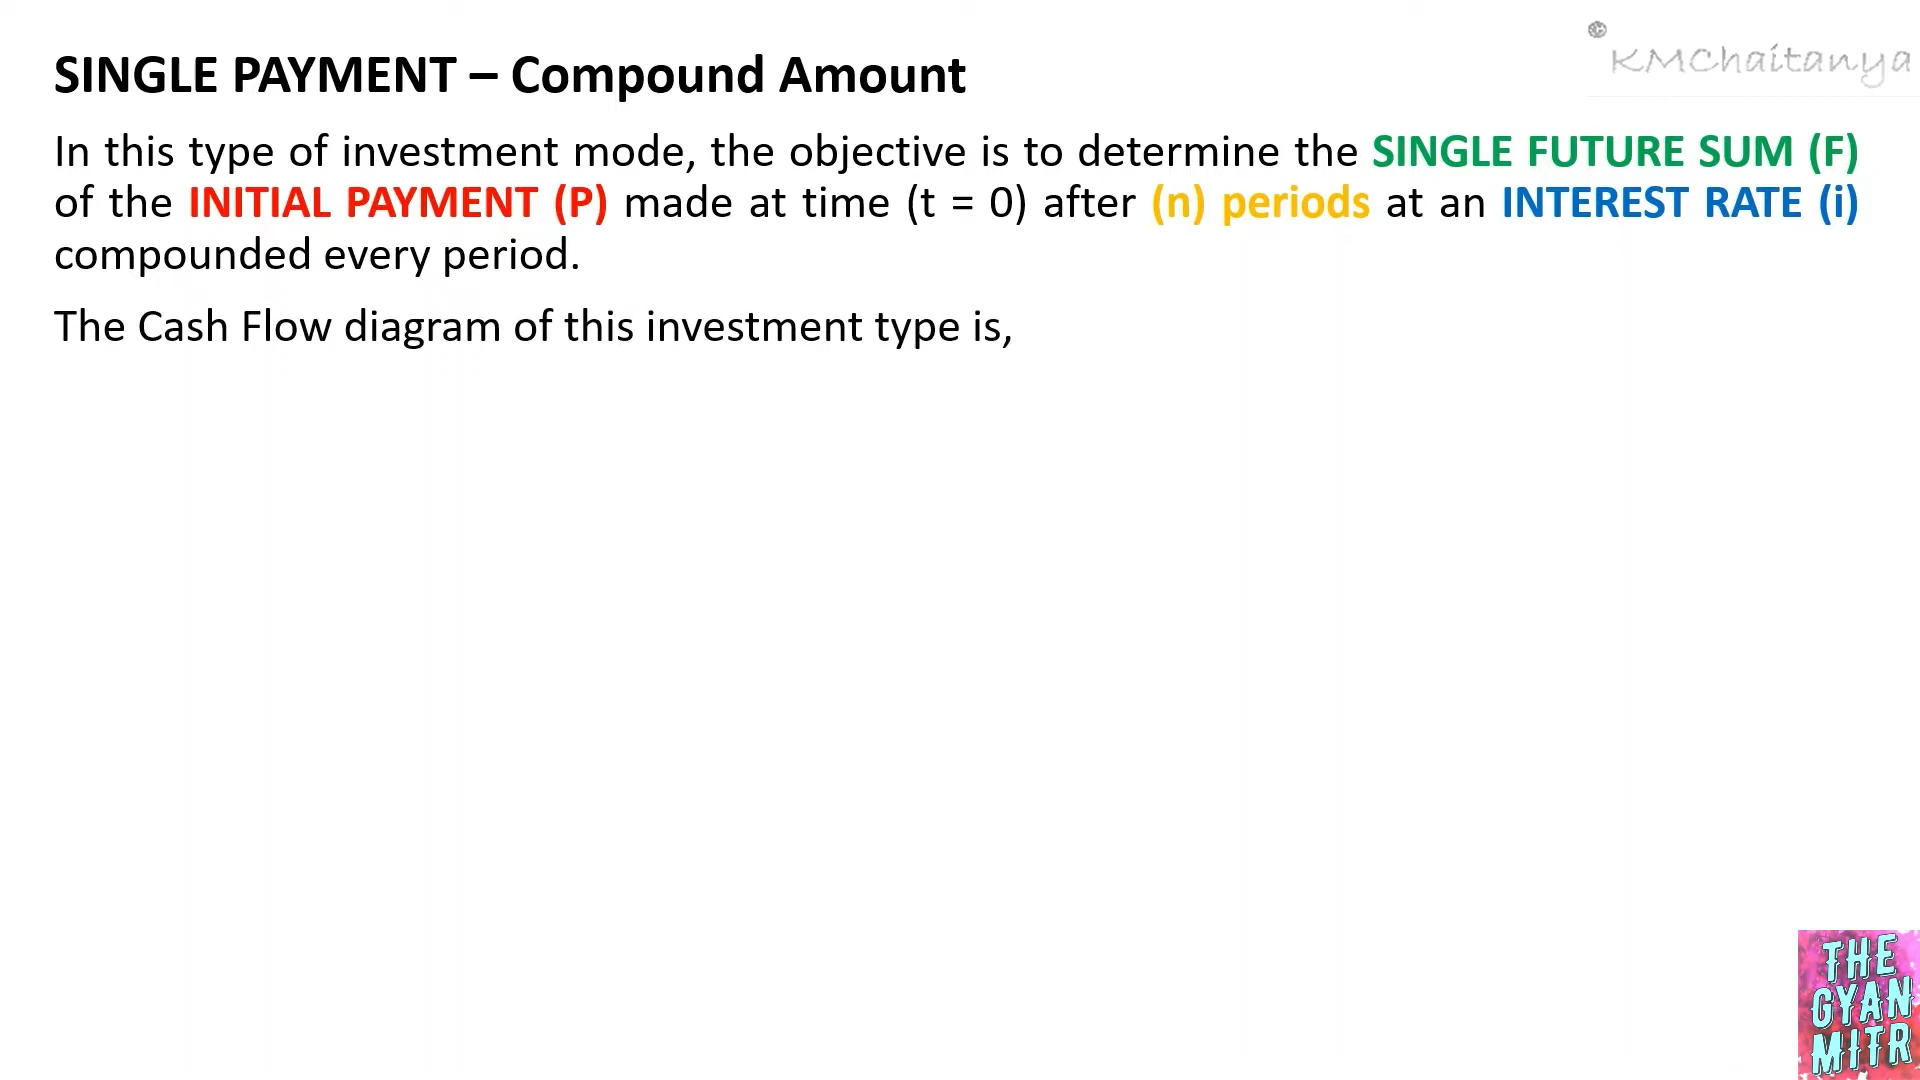 KMChaitanya
SINGLE PAYMENT – Compound Amount
In this type of investment mode, the objective is to determine the SINGLE FUTURE SUM (F)
of the INITIAL PAYMENT (P) made at time (t = 0) after (n) periods at an INTEREST RATE (i)
compounded every period.
The Cash Flow diagram of this investment type is,
THE
GYAN
MITR